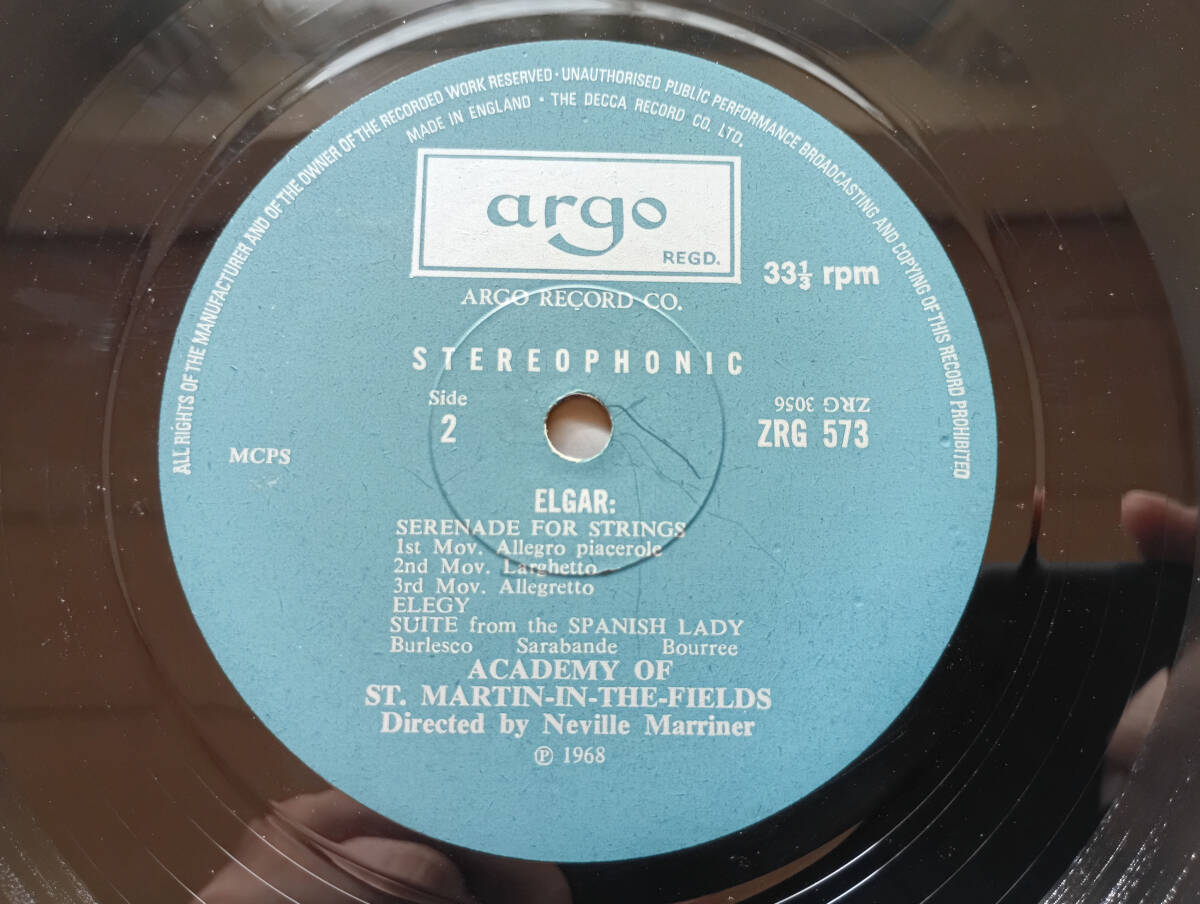 ALL RIGHTS OF THE MANUFACTURER AND OF THE OWNER OF THE RECORDED WORK RESERVED · UNAUTHORISED PUBLIC PERFORMANCE BROADCASTING AND COPYING OF THIS RECORD PROHIBITED
MADE IN ENGLAND · THE DECCA RECORD CO. LTD.
argo
REGD.
33⅓ rpm
ARGO RECORD CO.
STEREOPHONIC
Side
2
ZRG 3056
ZRG 573
MCPS
ELGAR:
SERENADE FOR STRINGS
1st Mov. Allegro piacerole
2nd Mov. Larghetto
3rd Mov. Allegretto
ELEGY
SUITE from the SPANISH LADY
Burlesco Sarabande Bourree
ACADEMY OF
ST. MARTIN-IN-THE-FIELDS
Directed by Neville Marriner
℗ 1968